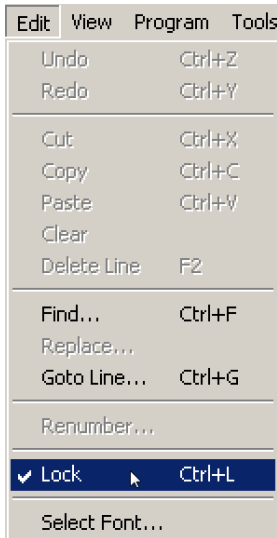 Edit View Program Tools
Undo Ctrl+Z
Redo Ctrl+Y
Cut Ctrl+X
Copy Ctrl+C
Paste Ctrl+V
Clear
Delete Line F2
Find... Ctrl+F
Replace...
Goto Line... Ctrl+G
Renumber...
Lock Ctrl+L
Select Font...